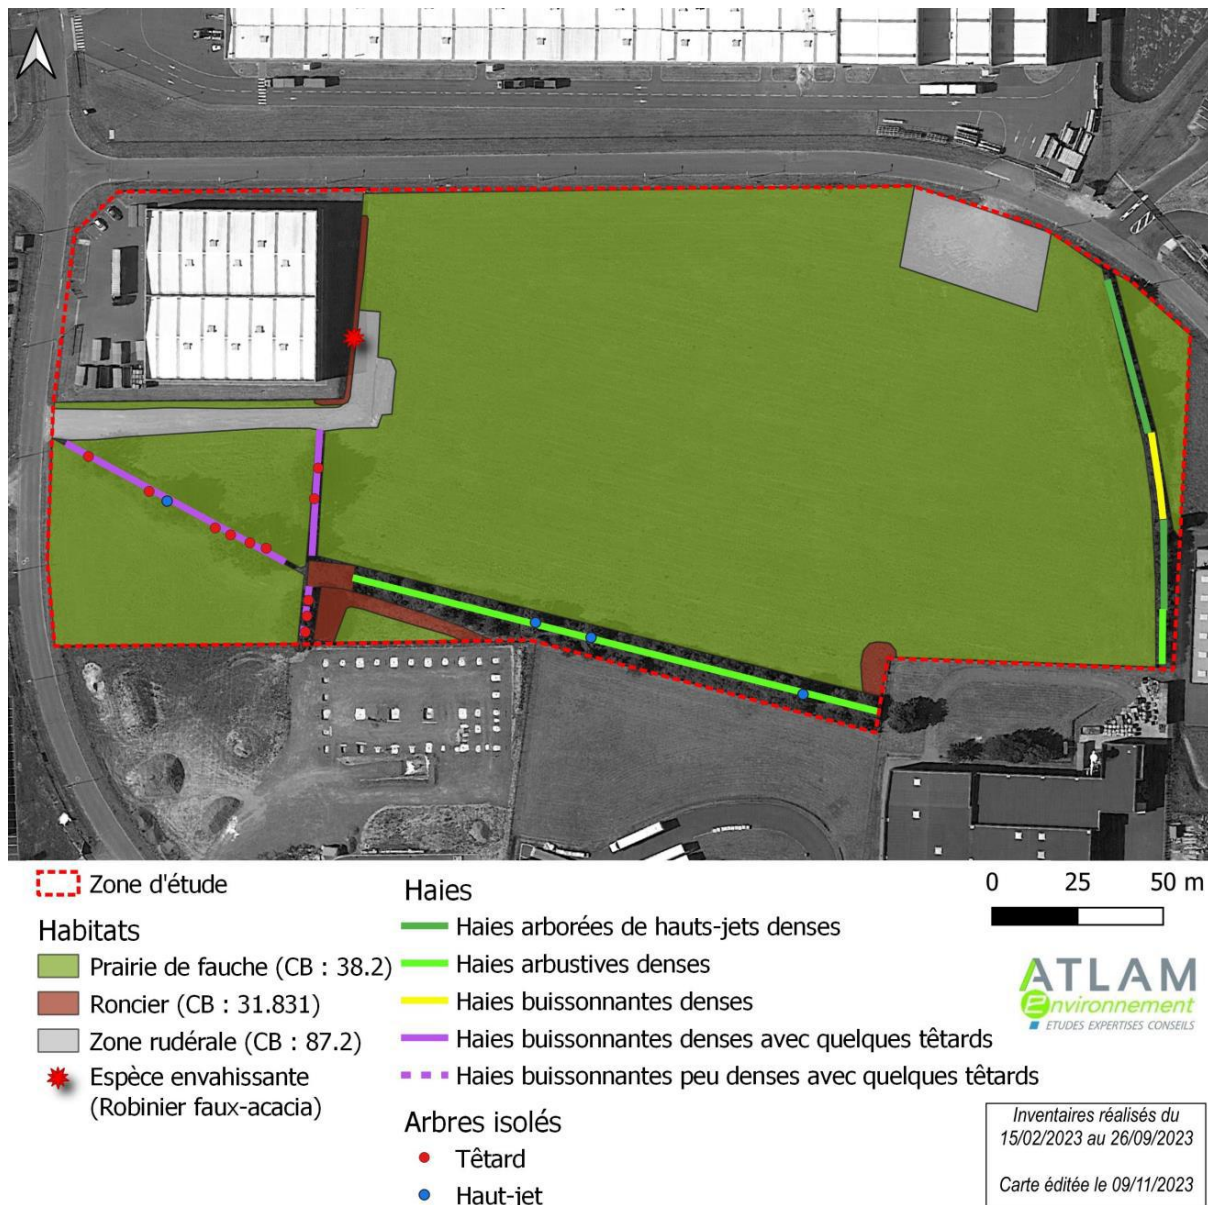 Zone d'étude
Habitats
Prairie de fauche (CB : 38.2)
Roncier (CB : 31.831)
Zone rudérale (CB : 87.2)
Espèce envahissante
(Robinier faux-acacia)
Haies
Haies arborées de hauts-jets denses
Haies arbustives denses
Haies buissonnantes denses
Haies buissonnantes denses avec quelques têtards
Haies buissonnantes peu denses avec quelques têtards
Arbres isolés
Têtard
Haut-jet
0 25 50 m
ATLAM
environnement
ETUDES EXPERTISES CONSEILS
Inventaires réalisés du
15/02/2023 au 26/09/2023
Carte éditée le 09/11/2023